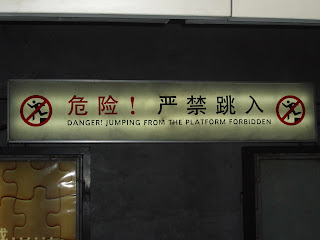 危险！严禁跳入
DANGER! JUMPING FROM THE PLATFORM FORBIDDEN